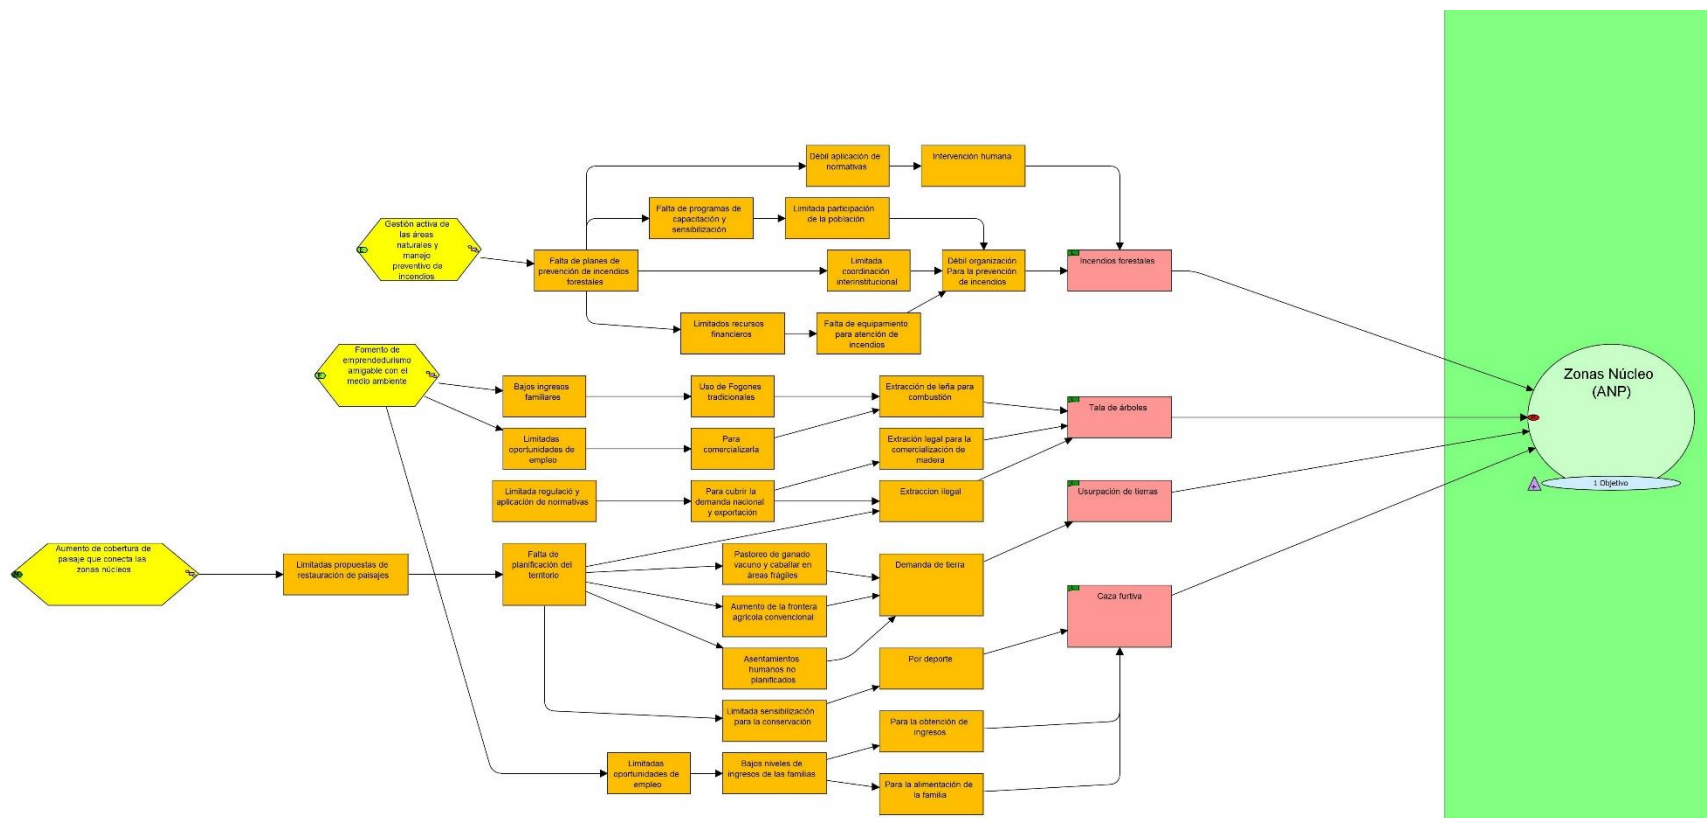 Débil aplicación de
normativas
Intervención humana
Gestión activa de
las áreas
naturales y
manejo
preventivo de
incendios
Falta de programas de
capacitación y
sensibilización
Limitada participación
de la población
Falta de planes de
prevención de incendios
forestales
Limitada
coordinación
interinstitucional
Débil organización
Para la prevención
de incendios
Incendios forestales
Limitados recursos
financieros
Falta de equipamiento
para atención de
incendios
Fomento de
emprendedurismo
amigable con el
medio ambiente
Bajos ingresos
familiares
Uso de Fogones
tradicionales
Extracción de leña para
combustión
Tala de árboles
Zonas Núcleo
(ANP)
Limitadas
oportunidades de
empleo
Para
comercializarla
Extración legal para la
comercialización de
madera
Limitada regulació y
aplicación de normativas
Para cubrir la
demanda nacional
y exportación
Extraccion ilegal
Usurpación de tierras
1 Objetivo
Aumento de cobertura de
paisaje que conecta las
zonas núcleos
Limitadas propuestas de
restauración de paisajes
Falta de
planificación del
territorio
Pastoreo de ganado
vacuno y caballar en
áreas frágiles
Demanda de tierra
Aumento de la frontera
agrícola convencional
Caza furtiva
Asentamientos
humanos no
planificados
Por deporte
Limitada sensibilización
para la conservación
Para la obtención de
ingresos
Limitadas
oportunidades de
empleo
Bajos niveles de
ingresos de las familias
Para la alimentación de
la familia